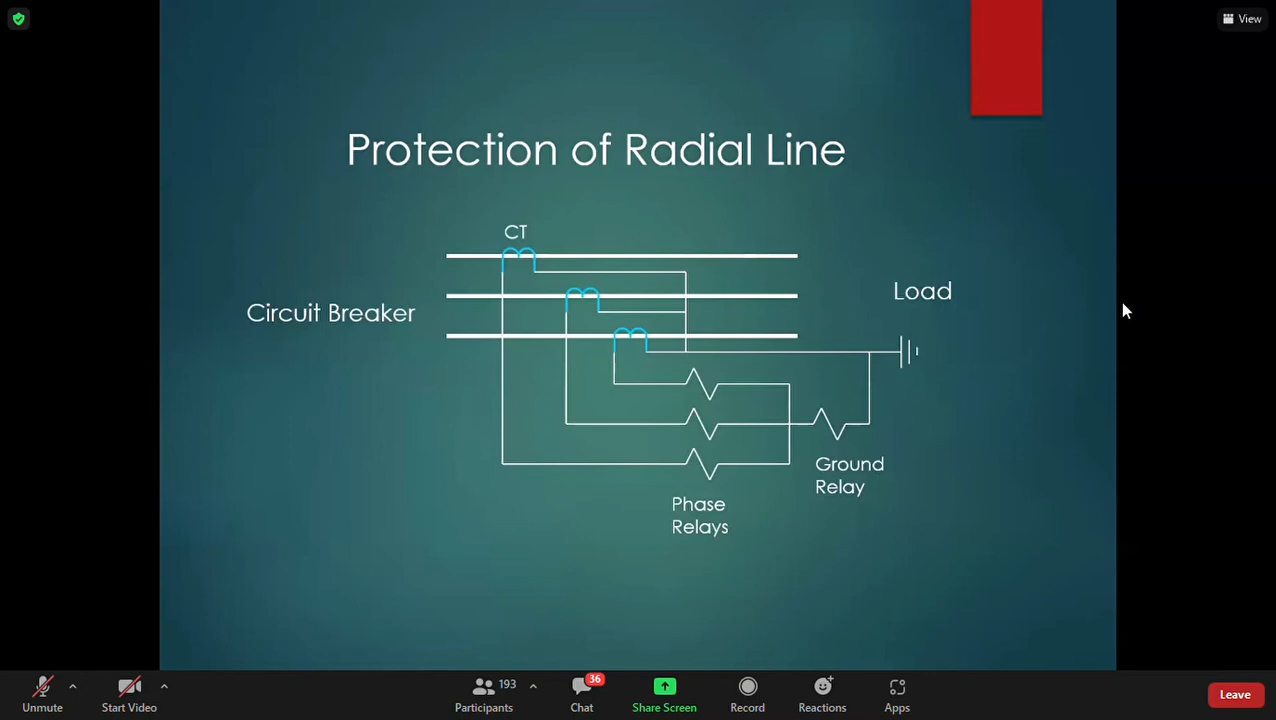 View
Protection of Radial Line
CT
Circuit Breaker
Load
Ground
Relay
Phase
Relays
193
36
Unmute
Start Video
Participants
Chat
Share Screen
Record
Reactions
Apps
Leave